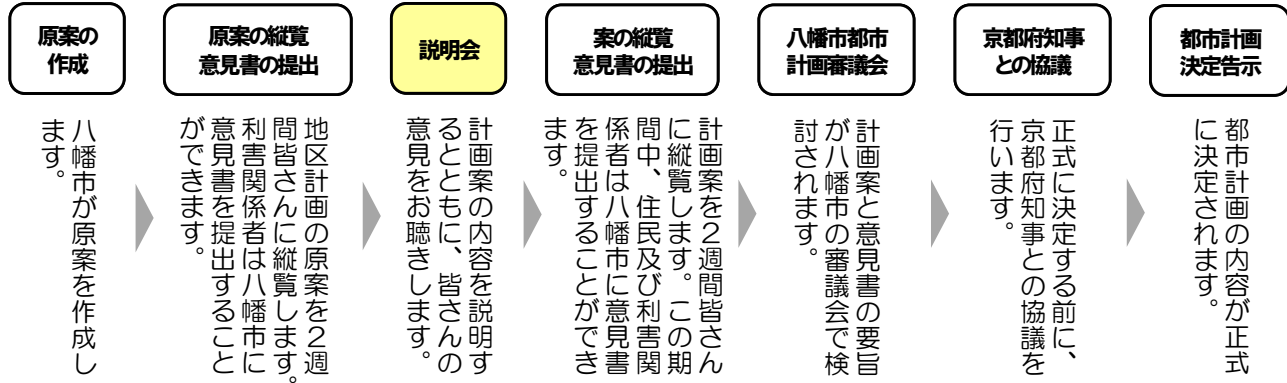 原案の
作成
八幡市が原案を作成し
ます。
原案の縦覧
意見書の提出
地区計画の原案を２週
間皆さんに縦覧します。
利害関係者は八幡市に
意見書を提出すること
ができます。
説明会
計画案の内容を説明す
るとともに、皆さんの
意見をお聴きします。
案の縦覧
意見書の提出
計画案を２週間皆さん
に縦覧します。この期
間中、住民及び利害関
係者は八幡市に意見書
を提出することができ
ます。
八幡市都市
計画審議会
計画案と意見書の要旨
が八幡市の審議会で検
討されます。
京都府知事
との協議
正式に決定する前に、
京都府知事との協議を
行います。
都市計画
決定告示
都市計画の内容が正式
に決定されます。